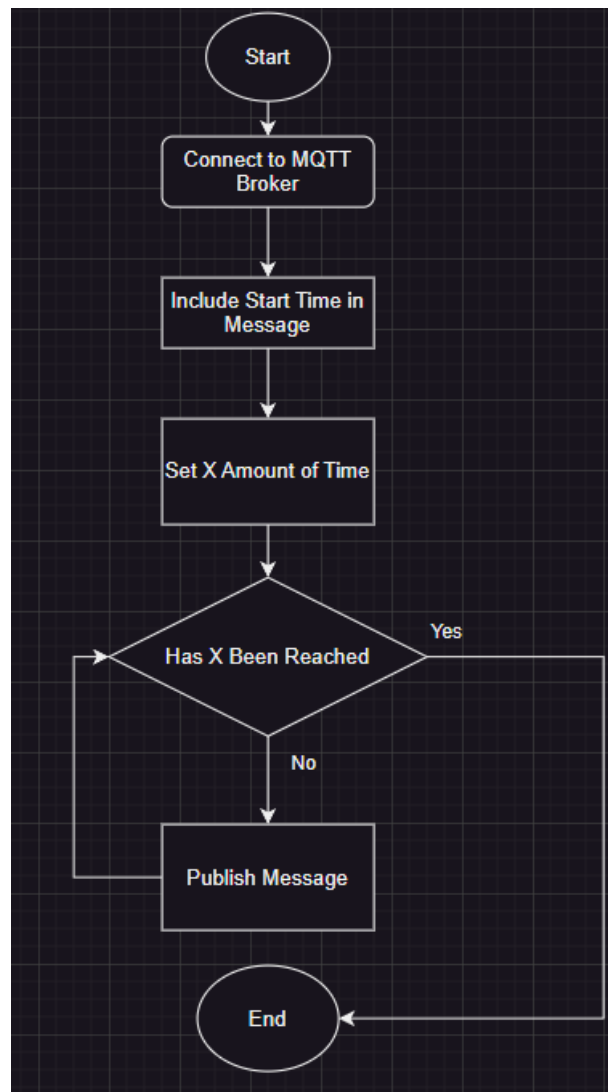 Start
Connect to MQTT
Broker
Include Start Time in
Message
Set X Amount of Time
Has X Been Reached
Yes
No
Publish Message
End